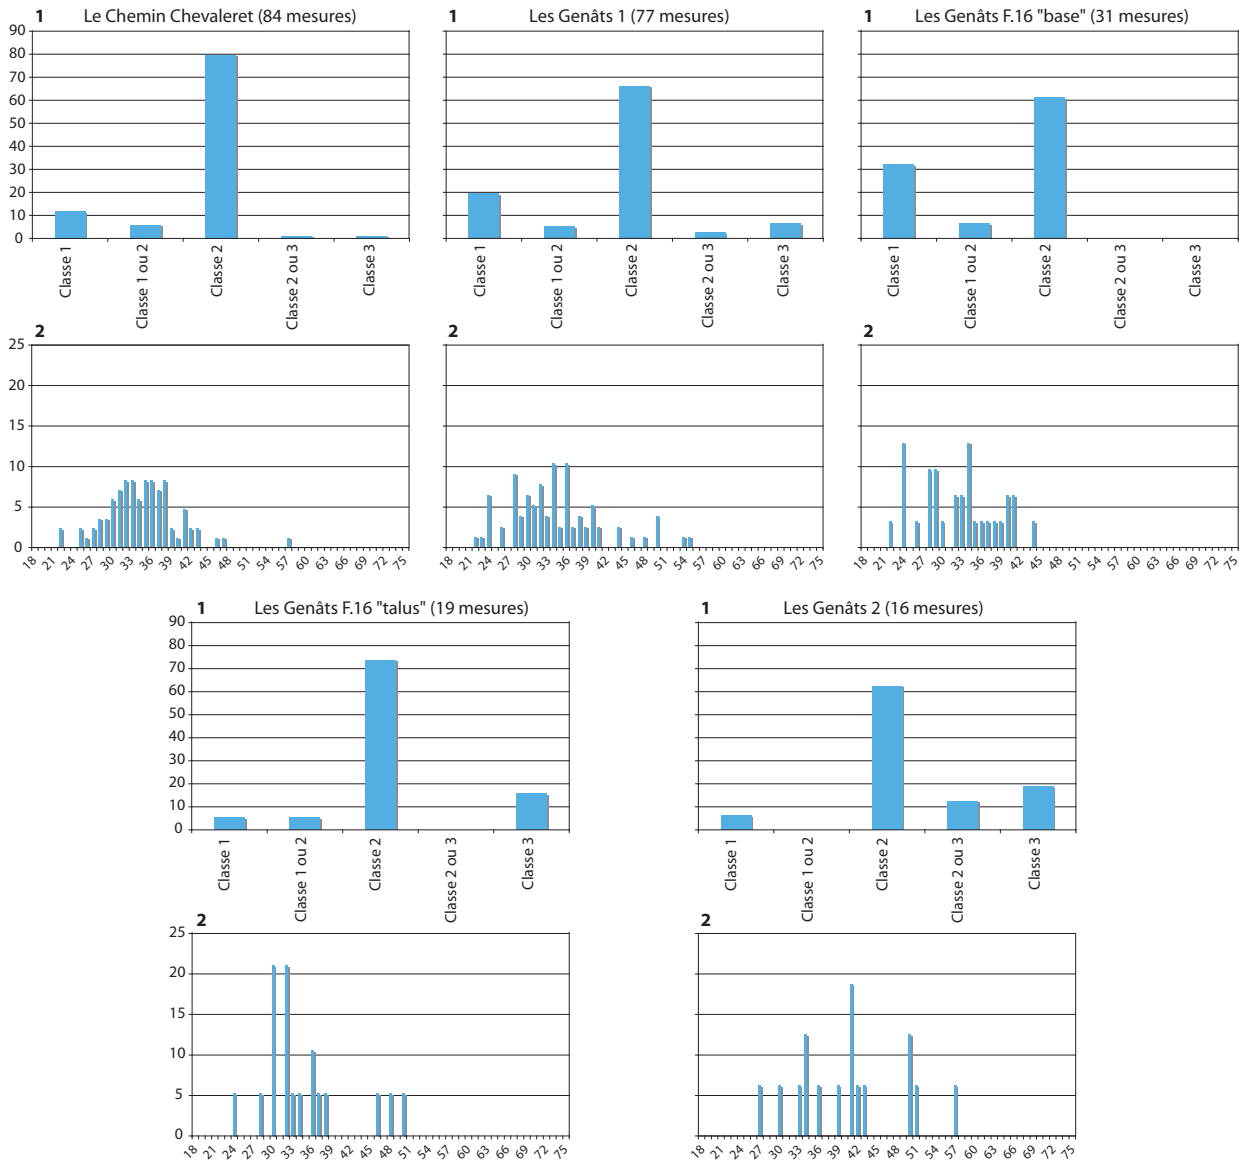 1 Le Chemin Chevaleret (84 mesures)
90
80
70
60
50
40
30
20
10
0
Classe 1
Classe 1 ou 2
Classe 2
Classe 2 ou 3
Classe 3
2
25
20
15
10
5
0
18 21 24 27 30 33 36 39 42 45 48 51 54 57 60 63 66 69 72 75
1 Les Genâts 1 (77 mesures)
Classe 1
Classe 1 ou 2
Classe 2
Classe 2 ou 3
Classe 3
2
18 21 24 27 30 33 36 39 42 45 48 51 54 57 60 63 66 69 72 75
1 Les Genâts F.16 "base" (31 mesures)
Classe 1
Classe 1 ou 2
Classe 2
Classe 2 ou 3
Classe 3
2
18 21 24 27 30 33 36 39 42 45 48 51 54 57 60 63 66 69 72 75
1 Les Genâts F.16 "talus" (19 mesures)
90
80
70
60
50
40
30
20
10
0
Classe 1
Classe 1 ou 2
Classe 2
Classe 2 ou 3
Classe 3
2
25
20
15
10
5
0
18 21 24 27 30 33 36 39 42 45 48 51 54 57 60 63 66 69 72 75
1 Les Genâts 2 (16 mesures)
Classe 1
Classe 1 ou 2
Classe 2
Classe 2 ou 3
Classe 3
2
18 21 24 27 30 33 36 39 42 45 48 51 54 57 60 63 66 69 72 75